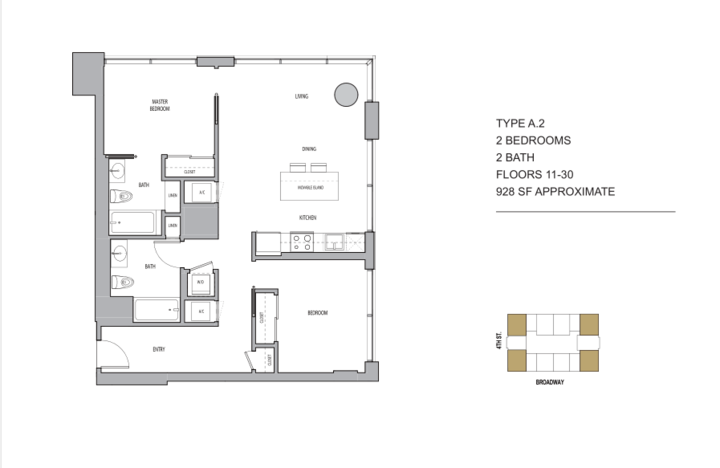 MASTER
BEDROOM
LIVING
TYPE A.2
2 BEDROOMS
2 BATH
FLOORS 11-30
928 SF APPROXIMATE
DINING
CLOSET
BATH
LINEN
A/C
MOVABLE ISLAND
KITCHEN
LINEN
BATH
W/D
A/C
CLOSET
BEDROOM
ENTRY
CLOSET
4TH ST.
BROADWAY